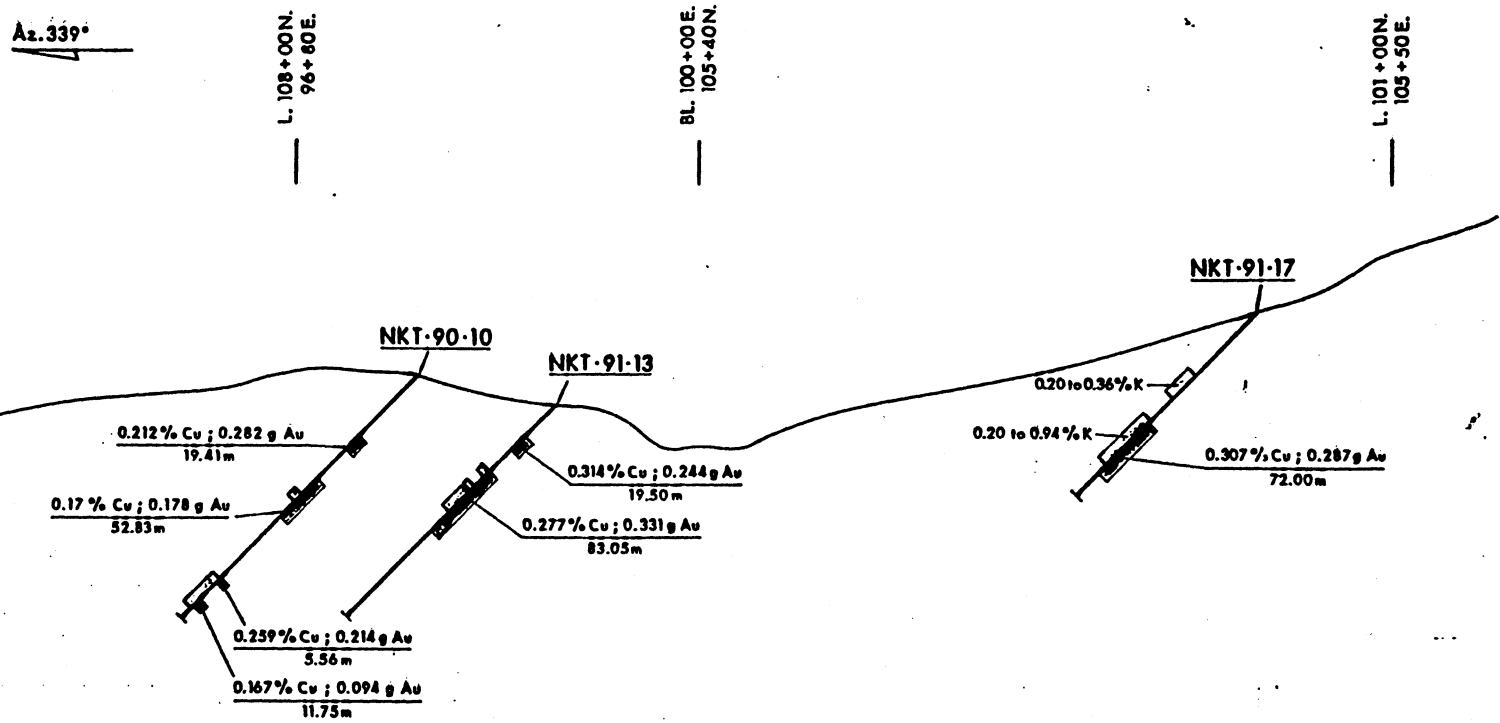 Az.339°
L. 108+00N.
96+80E.
BL. 100+00E.
105+40N.
L. 101+00N.
105+50E.
NKT·91·17
NKT·90·10
NKT·91·13
0.20 to 0.36% K
0.20 to 0.94% K
0.307% Cu ; 0.287g Au
72.00m
0.212% Cu ; 0.282 g Au
19.41m
0.314% Cu ; 0.244g Au
19.50m
0.17% Cu ; 0.178 g Au
52.83m
0.277% Cu ; 0.331g Au
83.05m
0.259% Cu ; 0.214g Au
5.56m
0.167% Cu ; 0.094 g Au
11.75m